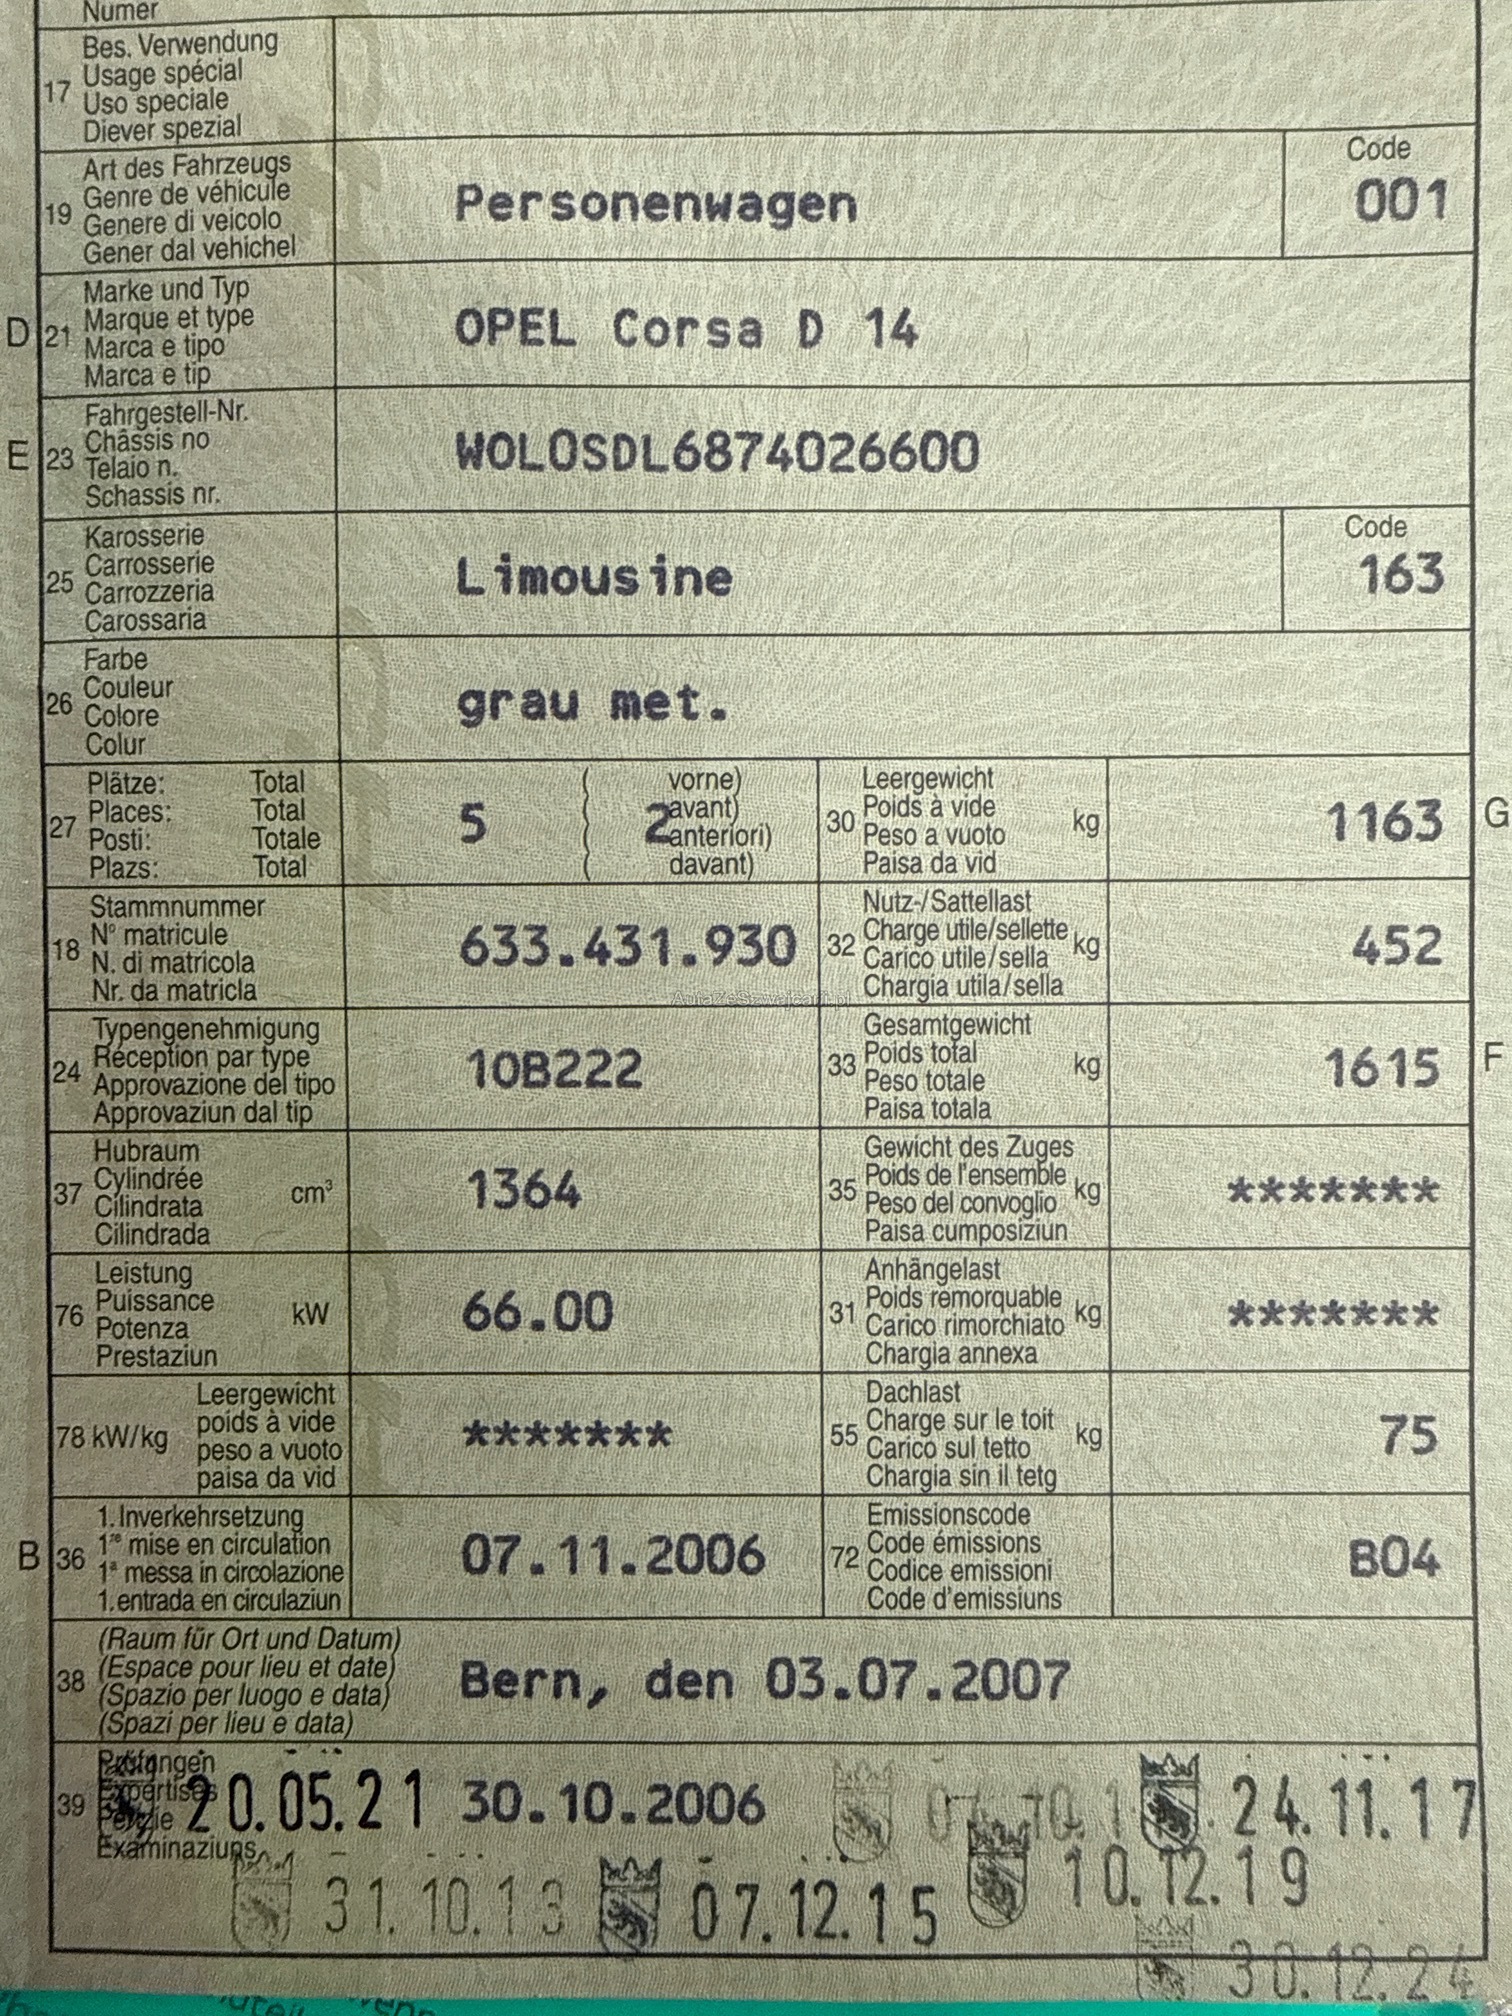 Numer
17 Bes. Verwendung
Usage spécial
Uso speciale
Diever spezial
19 Art des Fahrzeugs
Genre de véhicule
Genere di veicolo
Gener dal vehichel
Personenwagen
Code
001
D 21 Marke und Typ
Marque et type
Marca e tipo
Marca e tip
OPEL Corsa D 14
E 23 Fahrgestell-Nr.
Châssis no
Telaio n.
Schassis nr.
WOLOSDL6874026600
25 Karosserie
Carrosserie
Carrozzeria
Carossaria
Limousine
Code
163
26 Farbe
Couleur
Colore
Colur
grau met.
27 Plätze: Total
Places: Total
Posti: Totale
Plazs: Total
5 ( 2 vorne)
( avant)
( anteriori)
( davant)
30 Leergewicht
Poids à vide
Peso a vuoto
Paisa da vid
kg
1163 G
18 Stammnummer
N° matricule
N. di matricola
Nr. da matricla
633.431.930
32 Nutz-/Sattellast
Charge utile/sellette
Carico utile/sella
Chargia utila/sella
kg
452
AutaZeSzwajcarii.pl
24 Typengenehmigung
Réception par type
Approvazione del tipo
Approvaziun dal tip
10B222
33 Gesamtgewicht
Poids total
Peso totale
Paisa totala
kg
1615 F
37 Hubraum
Cylindrée
Cilindrata
Cilindrada
cm³
1364
35 Gewicht des Zuges
Poids de l'ensemble
Peso del convoglio
Paisa cumposiziun
kg
*******
76 Leistung
Puissance
Potenza
Prestaziun
kW
66.00
31 Anhängelast
Poids remorquable
Carico rimorchiato
Chargia annexa
kg
*******
78 kW/kg
Leergewicht
poids à vide
peso a vuoto
paisa da vid
*******
55 Dachlast
Charge sur le toit
Carico sul tetto
Chargia sin il tetg
kg
75
B 36 1. Inverkehrsetzung
1re mise en circulation
1a messa in circolazione
1. entrada en circulaziun
07.11.2006
72 Emissionscode
Code émissions
Codice emissioni
Code d'emissiuns
B04
38 (Raum für Ort und Datum)
(Espace pour lieu et date)
(Spazio per luogo e data)
(Spazi per lieu e data)
Bern, den 03.07.2007
39 Prüfungen
Expertises
Perizie
Examinaziuns
20.05.21 30.10.2006 24.11.17
31.10.13 07.12.15 10.12.19
30.12.24